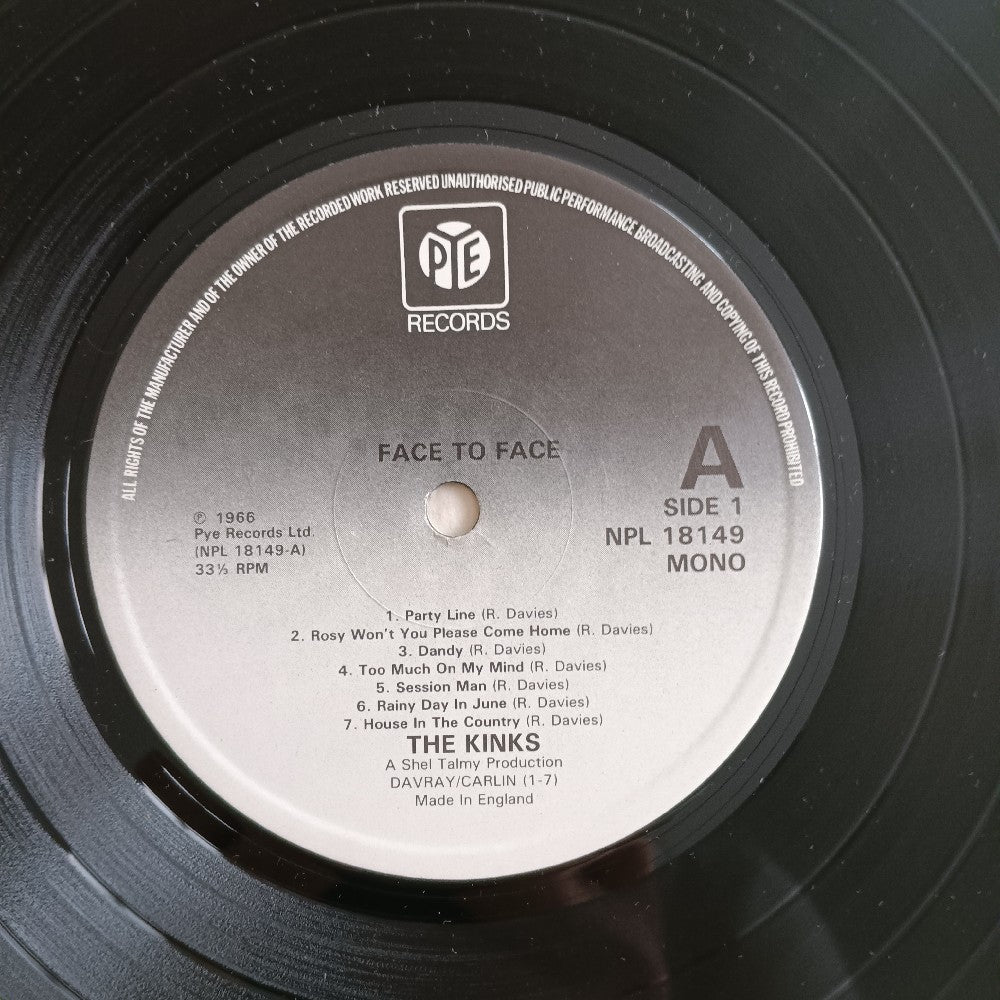 ALL RIGHTS OF THE MANUFACTURER AND OF THE OWNER OF THE RECORDED WORK RESERVED UNAUTHORISED PUBLIC PERFORMANCE BROADCASTING AND COPYING OF THIS RECORD PROHIBITED
PYE
RECORDS
FACE TO FACE
A
SIDE 1
NPL 18149
MONO
℗ 1966
Pye Records Ltd.
(NPL 18149-A)
33⅓ RPM
1. Party Line (R. Davies)
2. Rosy Won't You Please Come Home (R. Davies)
3. Dandy (R. Davies)
4. Too Much On My Mind (R. Davies)
5. Session Man (R. Davies)
6. Rainy Day In June (R. Davies)
7. House In The Country (R. Davies)
THE KINKS
A Shel Talmy Production
DAVRAY/CARLIN (1-7)
Made In England